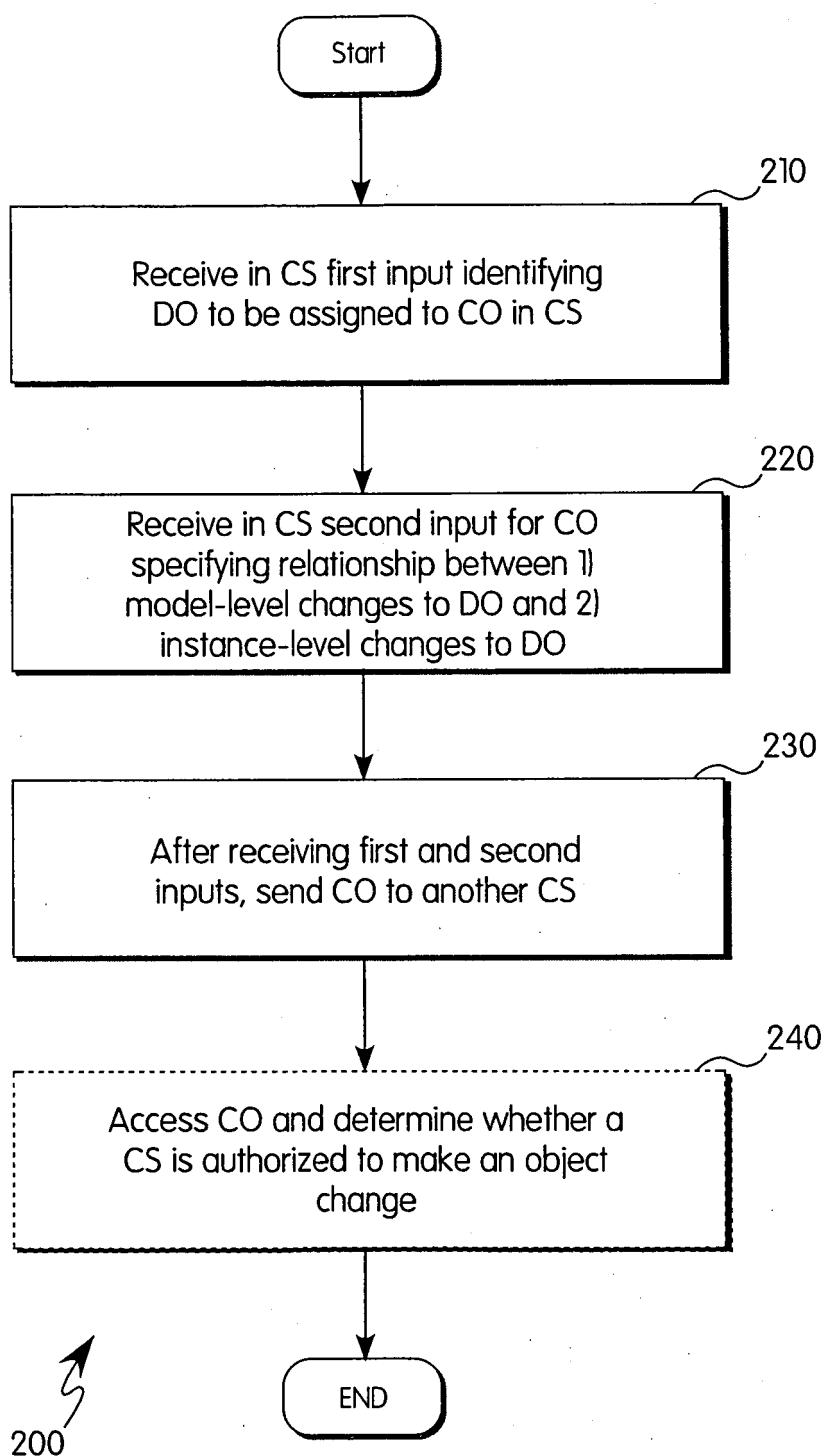 Start
210
Receive in CS first input identifying
DO to be assigned to CO in CS
220
Receive in CS second input for CO
specifying relationship between 1)
model-level changes to DO and 2)
instance-level changes to DO
230
After receiving first and second
inputs, send CO to another CS
240
Access CO and determine whether a
CS is authorized to make an object
change
END
200